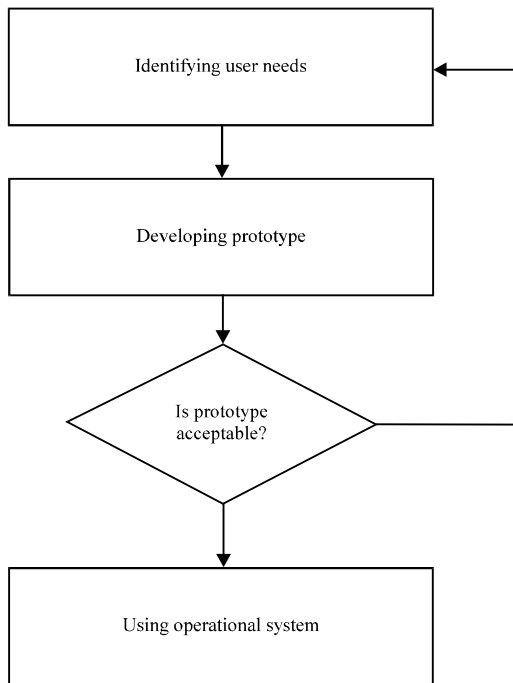 Identifying user needs
Developing prototype
Is prototype
acceptable?
Using operational system